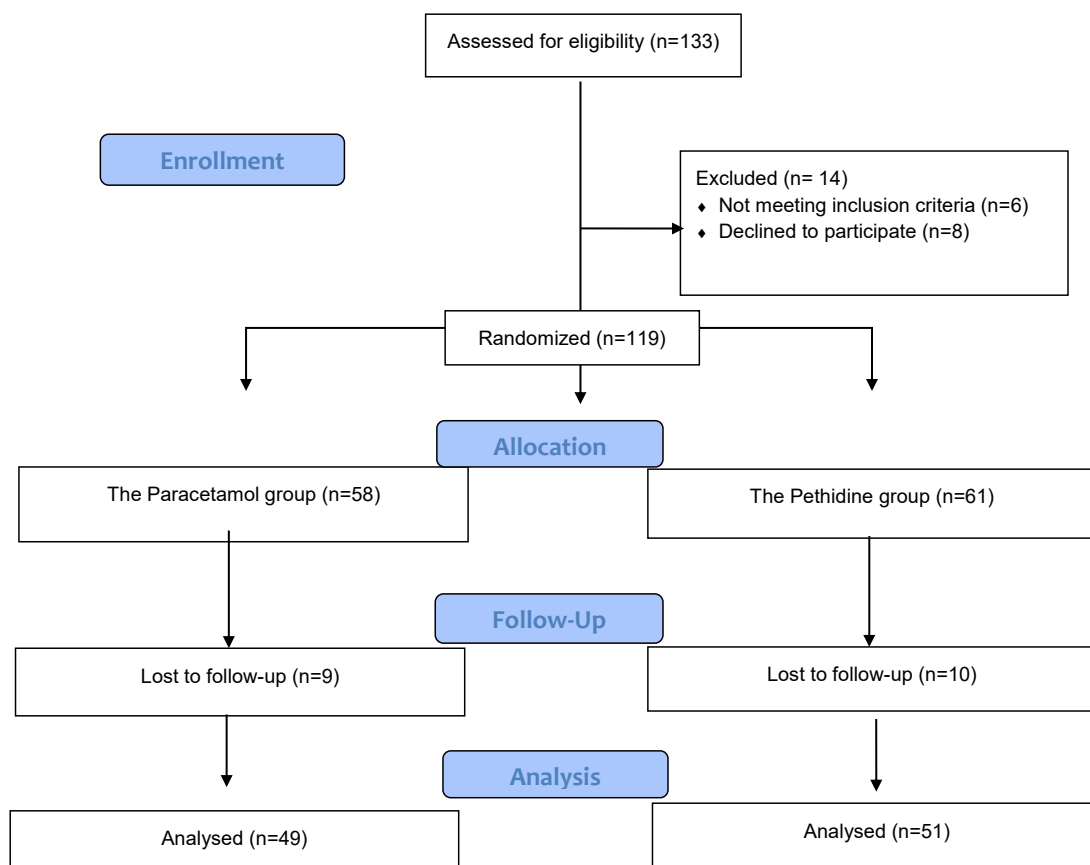 Assessed for eligibility (n=133)
Enrollment
Excluded (n= 14)
♦ Not meeting inclusion criteria (n=6)
♦ Declined to participate (n=8)
Randomized (n=119)
Allocation
The Paracetamol group (n=58)
The Pethidine group (n=61)
Follow-Up
Lost to follow-up (n=9)
Lost to follow-up (n=10)
Analysis
Analysed (n=49)
Analysed (n=51)